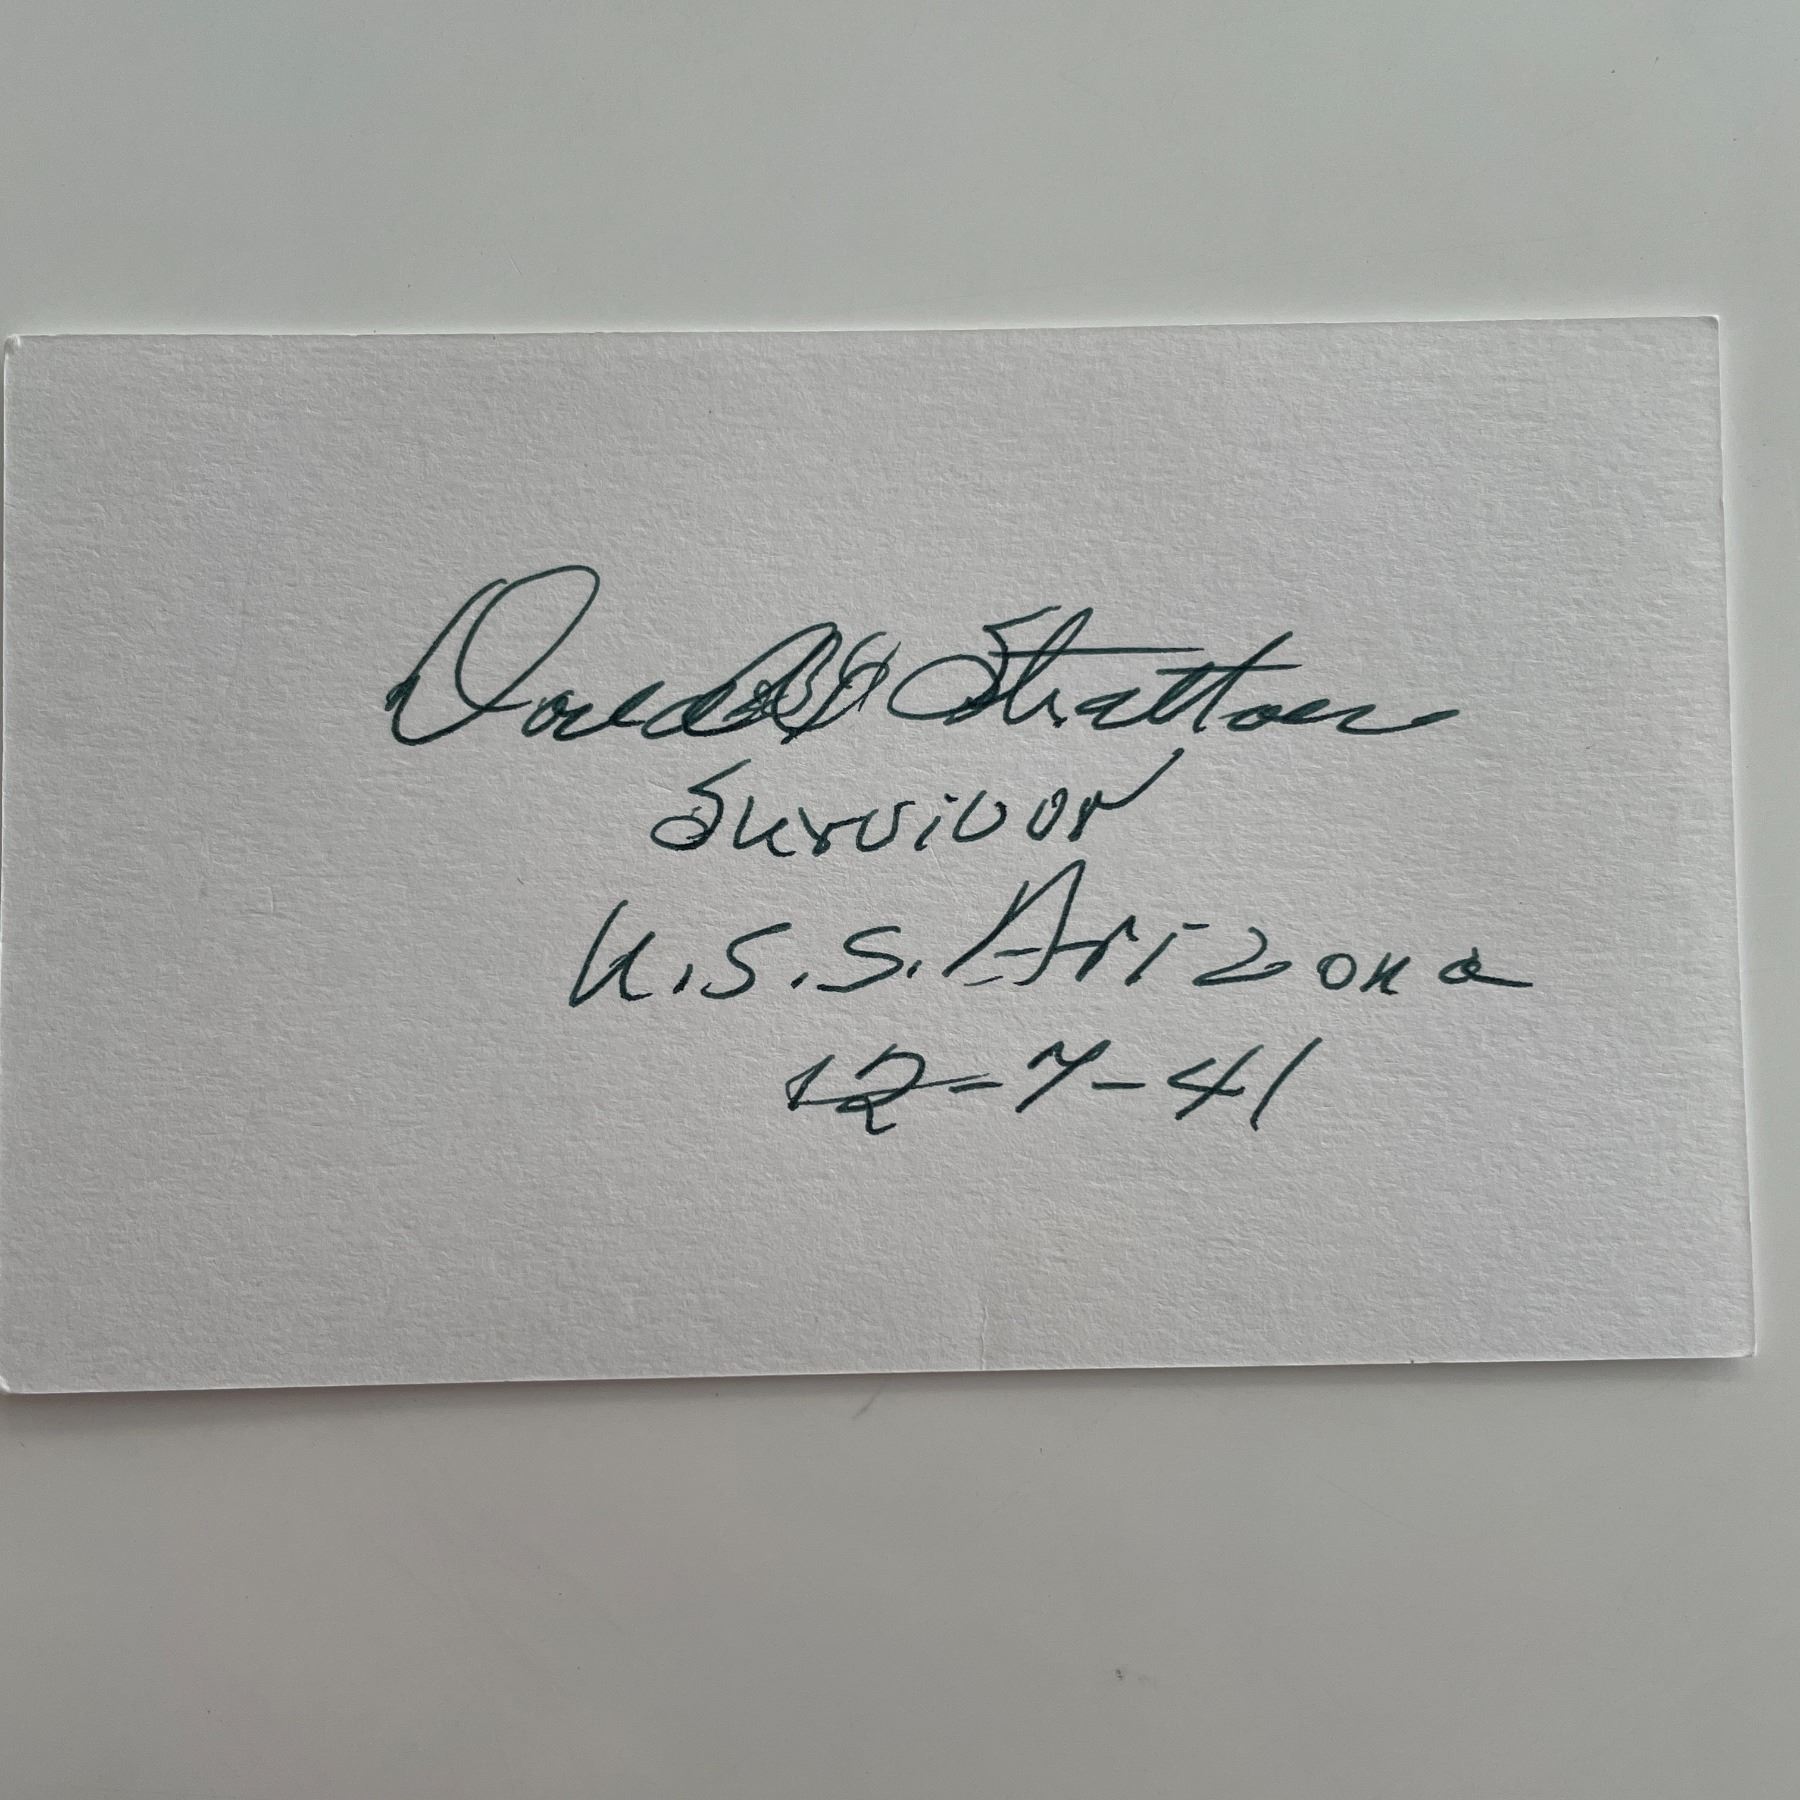 Donald G Stratton
Survivor
U.S.S. Arizona
12-7-41